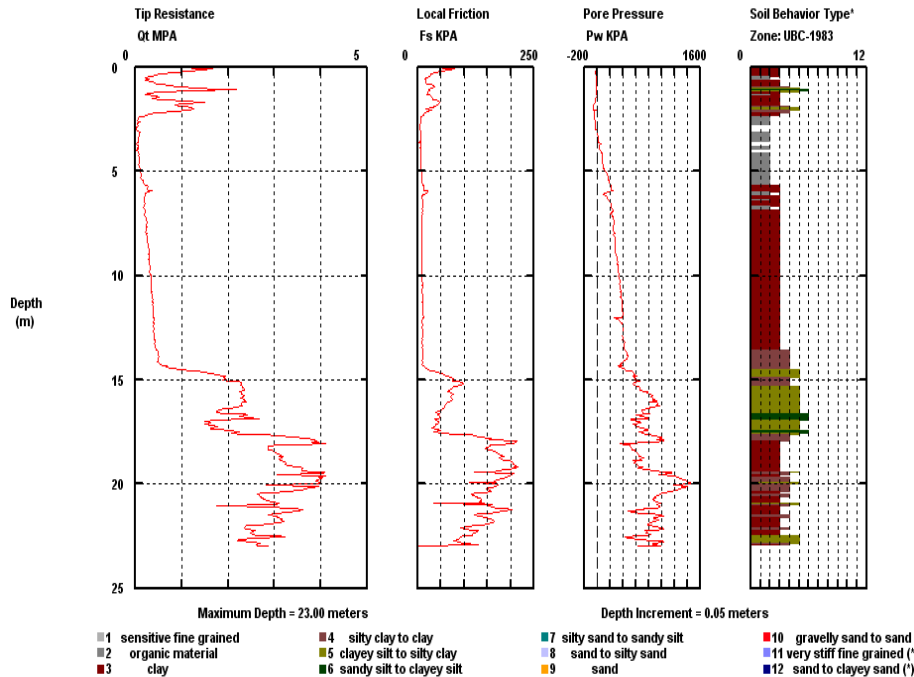 Tip Resistance Local Friction Pore Pressure Soil Behavior Type*
Qt MPA Fs KPA Pw KPA Zone: UBC-1983
5 0 250 -200 1600 0 12
0
5
10
15
20
25
Depth
(m)
Maximum Depth = 23.00 meters Depth Increment = 0.05 meters
1 sensitive fine grained 4 silty clay to clay 7 silty sand to sandy silt 10 gravelly sand to sand
2 organic material 5 clayey silt to silty clay 8 sand to silty sand 11 very stiff fine grained (*
3 clay 6 sandy silt to clayey silt 9 sand 12 sand to clayey sand (*)